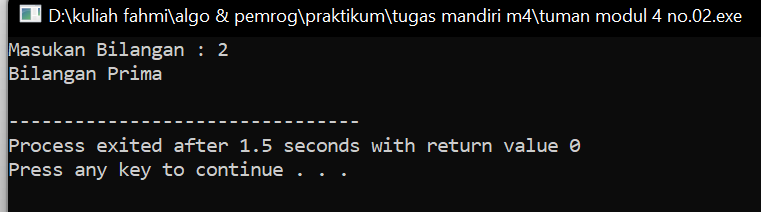 D:\kuliah fahmi\algo & pemrog\praktikum\tugas mandiri m4\tuman modul 4 no.02.exe
Masukan Bilangan : 2
Bilangan Prima
--------------------------------
Process exited after 1.5 seconds with return value 0
Press any key to continue . . .